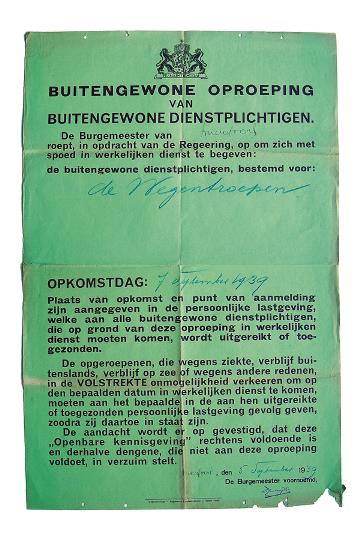 BUITENGEWONE OPROEPING
VAN
BUITENGEWONE DIENSTPLICHTIGEN.
De Burgemeester van
roept, in opdracht van de Regeering, op om zich met
spoed in werkelijken dienst te begeven:
de buitengewone dienstplichtigen, bestemd voor:
de Wegentroepen
OPKOMSTDAG: 7 September 1939
Plaats van opkomst en punt van aanmelding
zijn aangegeven in de persoonlijke lastgeving,
welke aan alle buitengewone dienstplichtigen,
die op grond van deze oproeping in werkelijken
dienst moeten komen, wordt uitgereikt of toe-
gezonden.
De opgeroepenen, die wegens ziekte, verblijf bui-
tenslands, verblijf op zee of wegens andere redenen,
in de VOLSTREKTE onmogelijkheid verkeeren om op
den bepaalden datum in werkelijken dienst te komen,
moeten aan het bepaalde in de aan hen uitgereikte
of toegezonden persoonlijke lastgeving gevolg geven,
zoodra zij daartoe in staat zijn.
De aandacht wordt er op gevestigd, dat deze
„Openbare kennisgeving" rechtens voldoende is
en derhalve dengene, die niet aan deze oproeping
voldoet, in verzuim stelt.
, den 5 September 1939
De Burgemeester voornoemd,